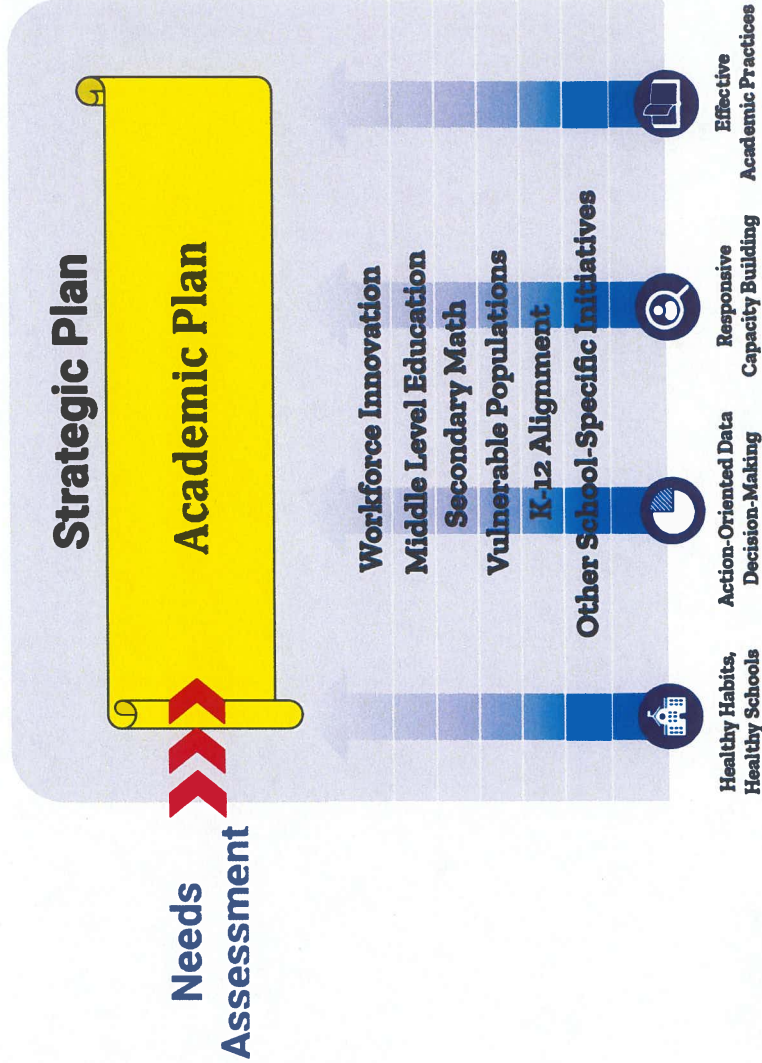 Strategic Plan
Academic Plan
Needs
Assessment
Workforce Innovation
Middle Level Education
Secondary Math
Vulnerable Populations
K-12 Alignment
Other School-Specific Initiatives
Healthy Habits,
Healthy Schools
Action-Oriented Data
Decision-Making
Responsive
Capacity Building
Effective
Academic Practices